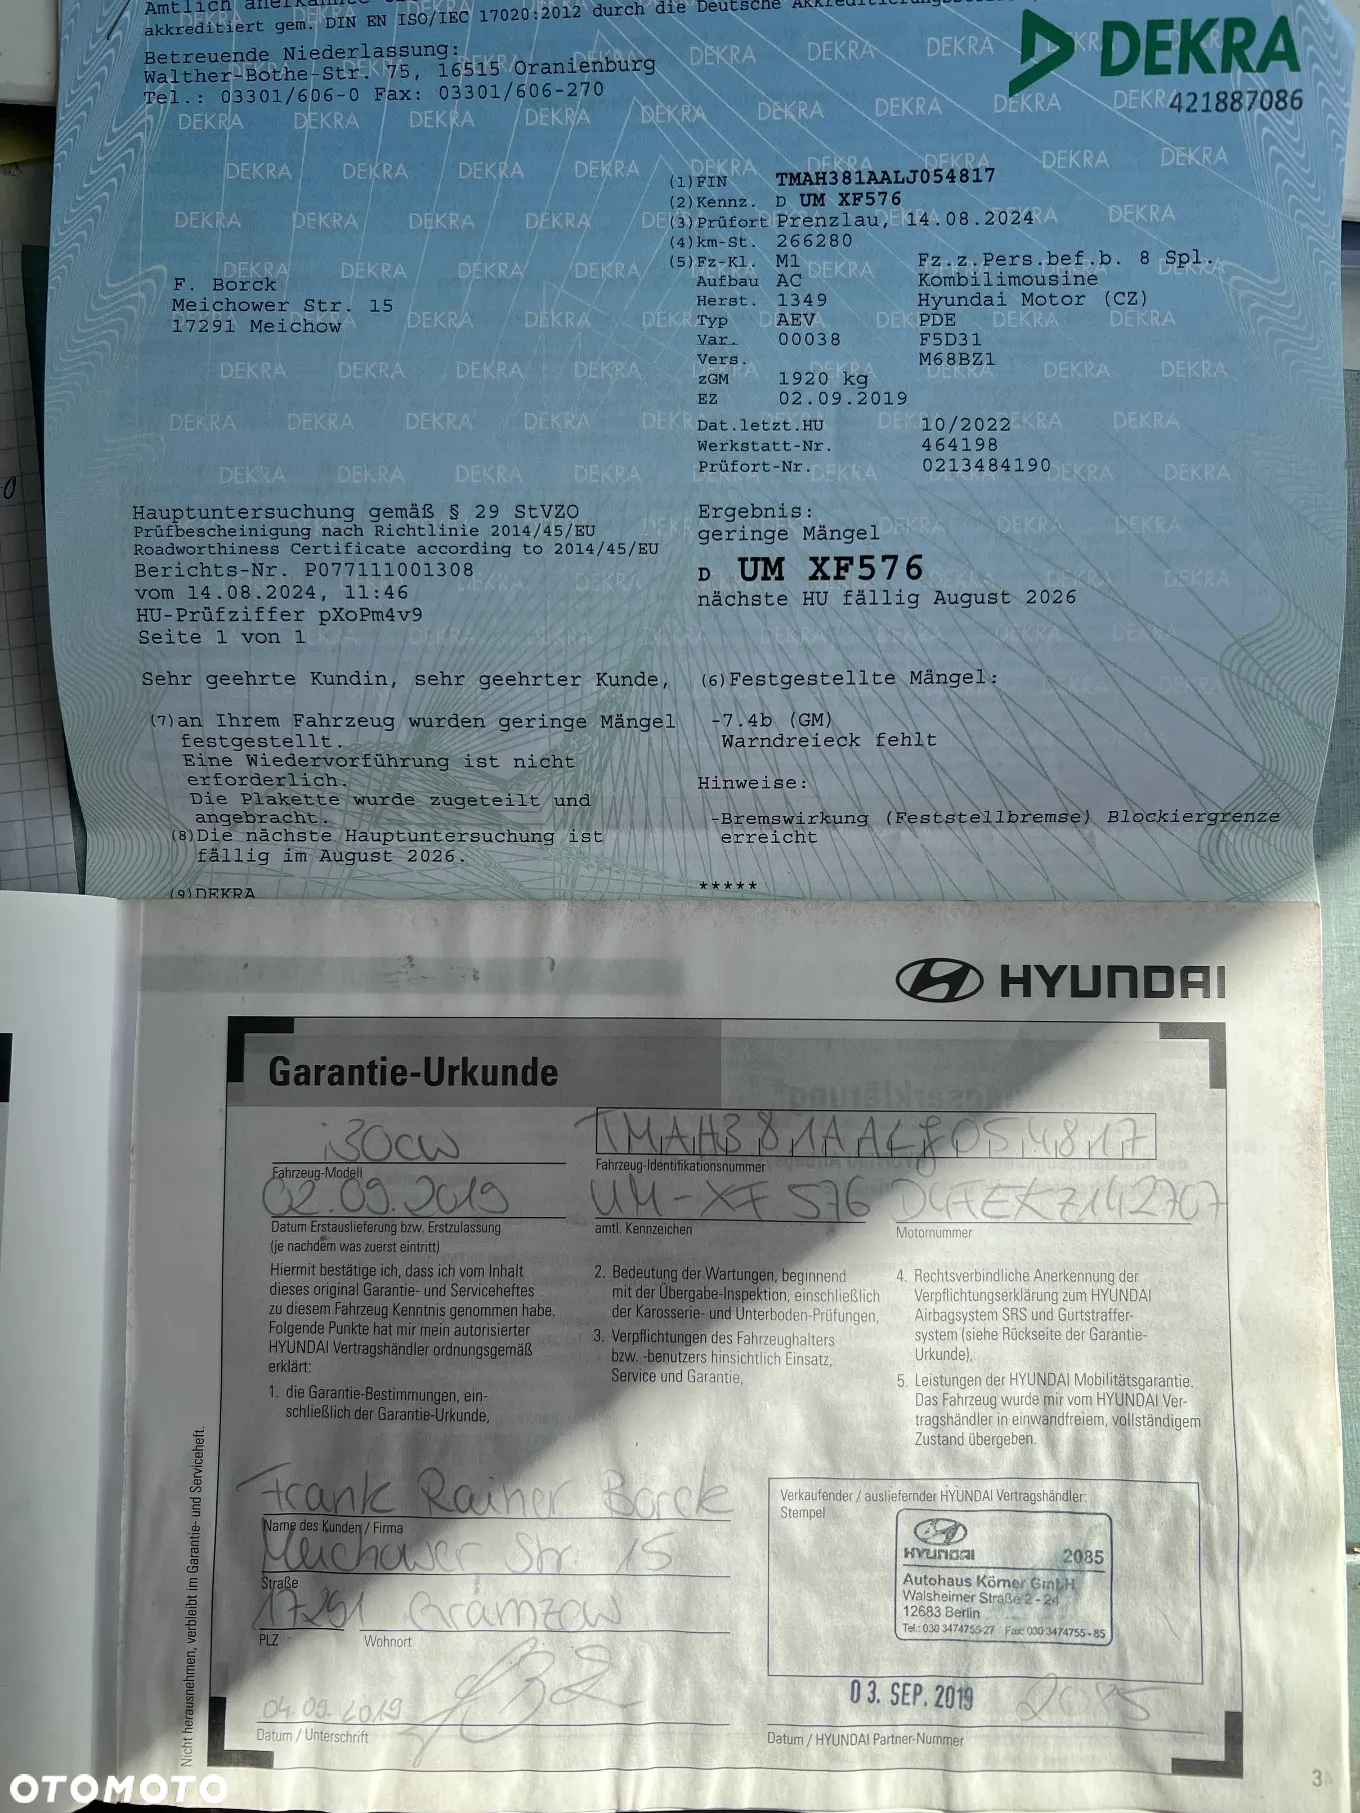 akkreditiert gem. DIN EN ISO/IEC 17020:2012 durch die Deutsche
Betreuende Niederlassung:
Walther-Bothe-Str. 75, 16515 Oranienburg
Tel.: 03301/606-0 Fax: 03301/606-270
DEKRA
421887086
(1)FIN TMAH381AALJ054817
(2)Kennz. D UM XF576
(3)Prüfort Prenzlau, 14.08.2024
(4)km-St. 266280
(5)Fz-Kl. M1 Fz.z.Pers.bef.b. 8 Spl.
Aufbau AC Kombilimousine
Herst. 1349 Hyundai Motor (CZ)
Typ AEV PDE
Var. 00038 F5D31
Vers. M68BZ1
zGM 1920 kg
EZ 02.09.2019
Dat.letzt.HU 10/2022
Werkstatt-Nr. 464198
Prüfort-Nr. 0213484190
F. Borck
Meichower Str. 15
17291 Meichow
Hauptuntersuchung gemäß § 29 StVZO
Prüfbescheinigung nach Richtlinie 2014/45/EU
Roadworthiness Certificate according to 2014/45/EU
Berichts-Nr. P077111001308
vom 14.08.2024, 11:46
HU-Prüfziffer pXoPm4v9
Seite 1 von 1
Ergebnis:
geringe Mängel
D UM XF576
nächste HU fällig August 2026
Sehr geehrte Kundin, sehr geehrter Kunde,
(7)an Ihrem Fahrzeug wurden geringe Mängel
festgestellt.
Eine Wiedervorführung ist nicht
erforderlich.
Die Plakette wurde zugeteilt und
angebracht.
(8)Die nächste Hauptuntersuchung ist
fällig im August 2026.
(9)DEKRA
(6)Festgestellte Mängel:
-7.4b (GM)
Warndreieck fehlt
Hinweise:
-Bremswirkung (Feststellbremse) Blockiergrenze
erreicht
*****
HYUNDAI
Garantie-Urkunde
i30cw
TMAH381AALJ054817
Fahrzeug-Modell
Fahrzeug-Identifikationsnummer
02.09.2019
UM-XF 576
D4FEKZ142707
Datum Erstauslieferung bzw. Erstzulassung
(je nachdem was zuerst eintritt)
amtl. Kennzeichen
Motornummer
Hiermit bestätige ich, dass ich vom Inhalt
dieses original Garantie- und Serviceheftes
zu diesem Fahrzeug Kenntnis genommen habe.
Folgende Punkte hat mir mein autorisierter
HYUNDAI Vertragshändler ordnungsgemäß
erklärt:
1. die Garantie-Bestimmungen, ein-
schließlich der Garantie-Urkunde,
2. Bedeutung der Wartungen, beginnend
mit der Übergabe-Inspektion, einschließlich
der Karosserie- und Unterboden-Prüfungen,
3. Verpflichtungen des Fahrzeughalters
bzw. -benutzers hinsichtlich Einsatz,
Service und Garantie,
4. Rechtsverbindliche Anerkennung der
Verpflichtungserklärung zum HYUNDAI
Airbagsystem SRS und Gurtstraffer-
system (siehe Rückseite der Garantie-
Urkunde),
5. Leistungen der HYUNDAI Mobilitätsgarantie.
Das Fahrzeug wurde mir vom HYUNDAI Ver-
tragshändler in einwandfreiem, vollständigem
Zustand übergeben.
Frank Rainer Borck
Name des Kunden / Firma
Meichower Str. 15
Straße
17291 Gramzow
PLZ Wohnort
04.09.2019
Datum / Unterschrift
Verkaufender / ausliefernder HYUNDAI Vertragshändler:
Stempel
HYUNDAI 2085
Autohaus Körner GmbH
Walsheimer Straße 2 - 24
12683 Berlin
Tel.: 030 3474755-27 Fax: 030 3474755-85
03. SEP. 2019
2085
Datum / HYUNDAI Partner-Nummer
Nicht herausnehmen, verbleibt im Garantie- und Serviceheft.
3
OTOMOTO